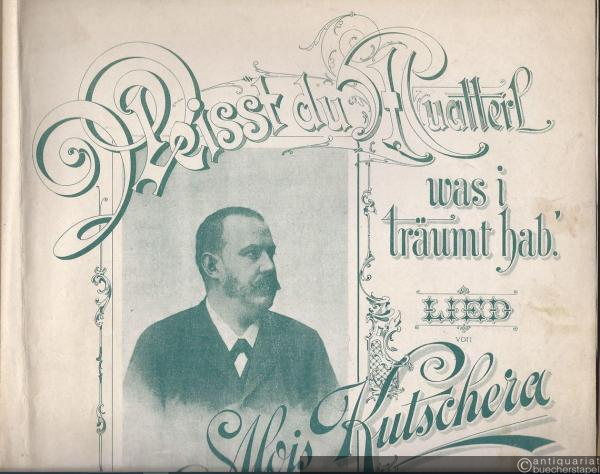 Weisst du Muatterl
was i
träumt hab.'
LIED
von
Alois Kutschera
©antiquariat
buecherstapel